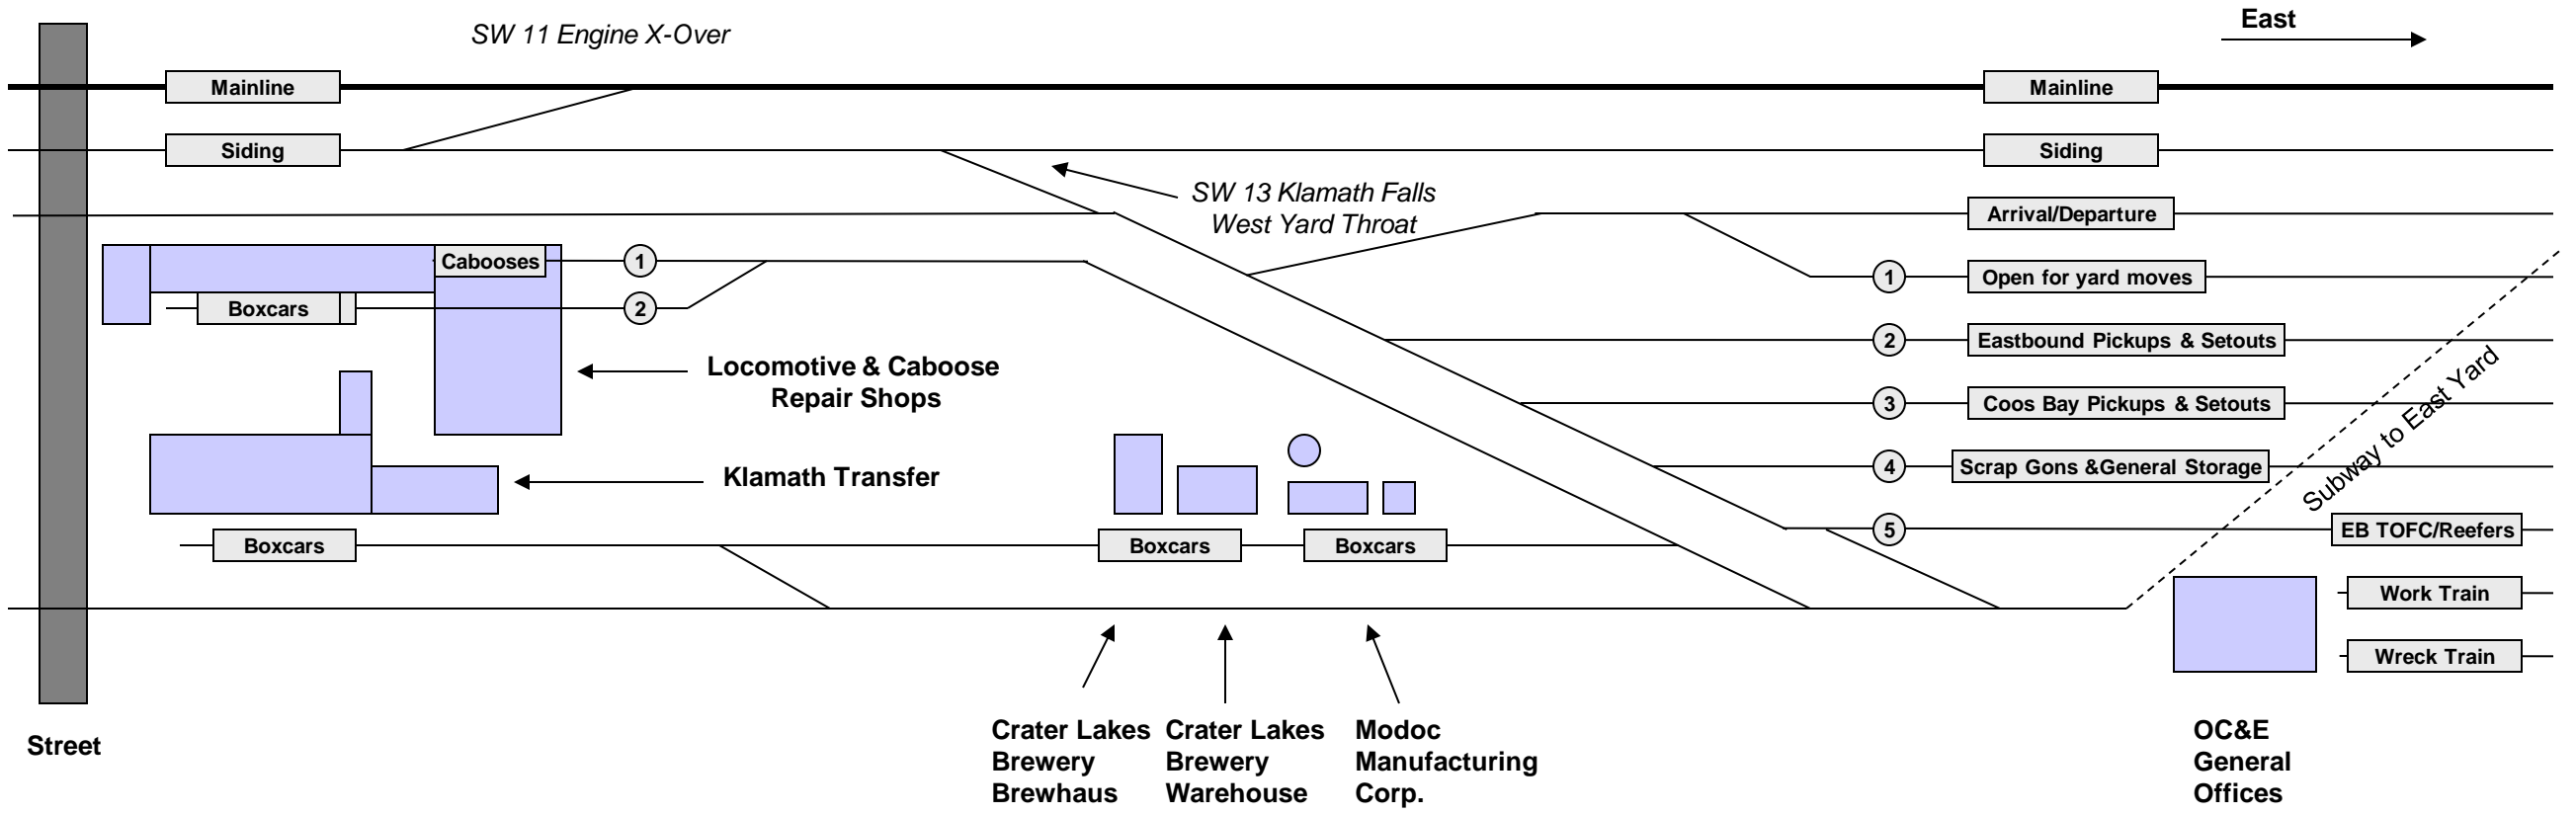 East
SW 11 Engine X-Over
Mainline
Mainline
Siding
Siding
SW 13 Klamath Falls
West Yard Throat
Arrival/Departure
Cabooses
1
1
Open for yard moves
Boxcars
2
2
Eastbound Pickups & Setouts
Locomotive & Caboose
Repair Shops
3
Coos Bay Pickups & Setouts
Subway to East Yard
Klamath Transfer
4
Scrap Gons &General Storage
Boxcars
Boxcars
Boxcars
5
EB TOFC/Reefers
Work Train
Wreck Train
Street
Crater Lakes
Brewery
Brewhaus
Crater Lakes
Brewery
Warehouse
Modoc
Manufacturing
Corp.
OC&E
General
Offices